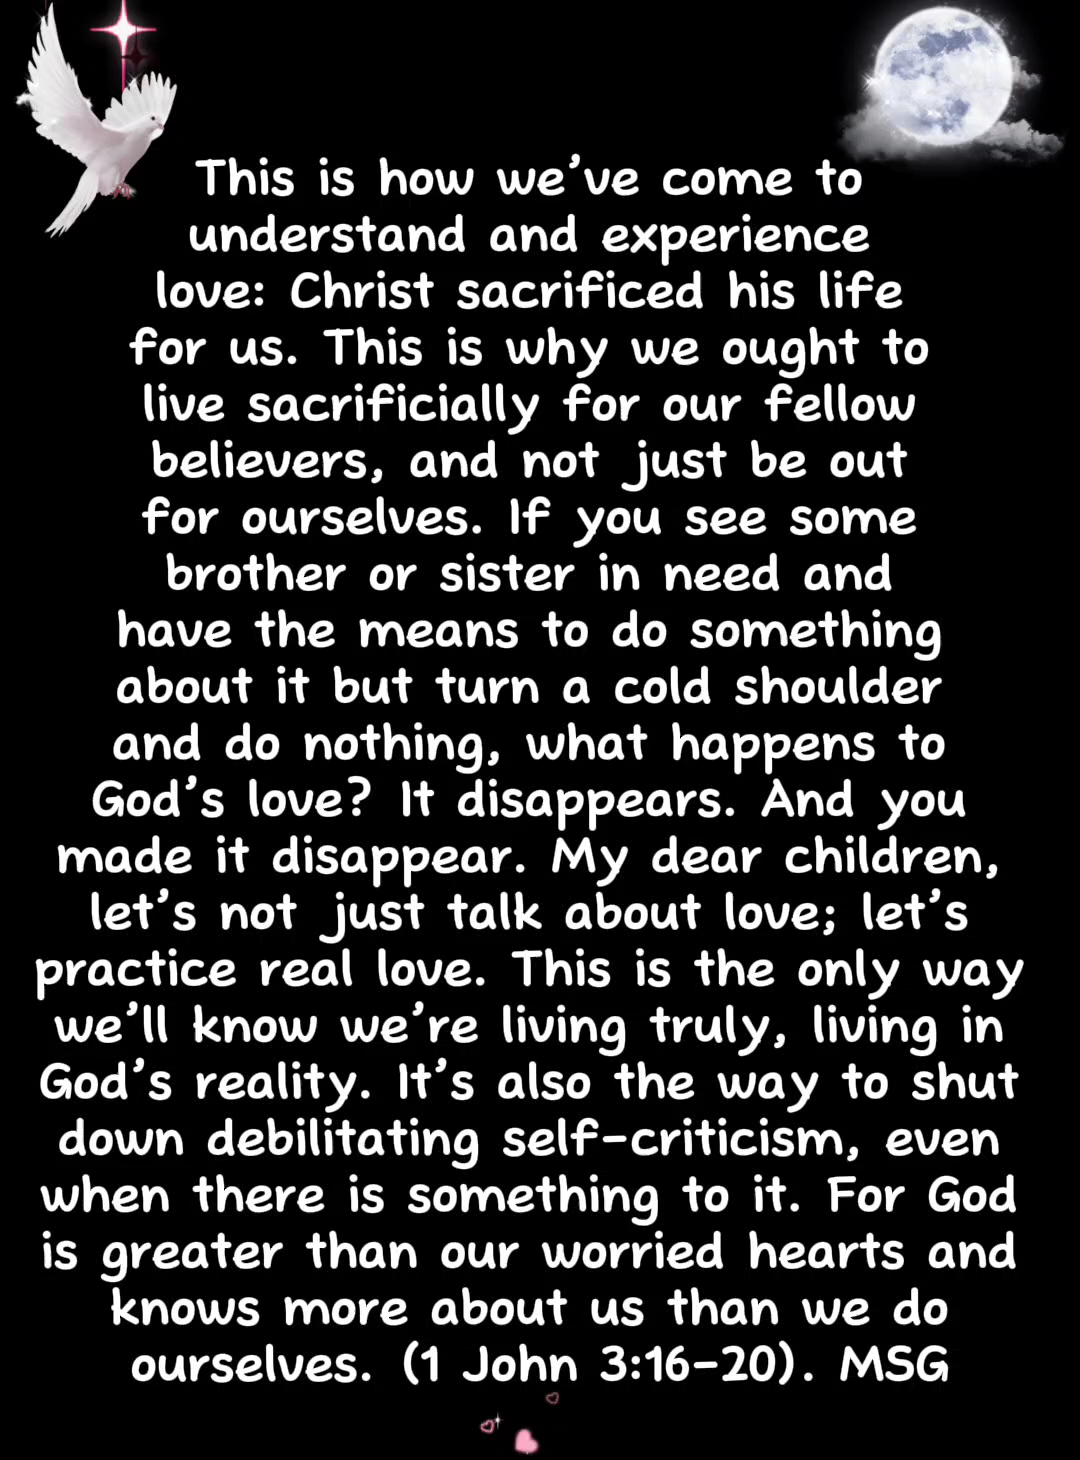 This is how we’ve come to
understand and experience
love: Christ sacrificed his life
for us. This is why we ought to
live sacrificially for our fellow
believers, and not just be out
for ourselves. If you see some
brother or sister in need and
have the means to do something
about it but turn a cold shoulder
and do nothing, what happens to
God’s love? It disappears. And you
made it disappear. My dear children,
let’s not just talk about love; let’s
practice real love. This is the only way
we’ll know we’re living truly, living in
God’s reality. It’s also the way to shut
down debilitating self-criticism, even
when there is something to it. For God
is greater than our worried hearts and
knows more about us than we do
ourselves. (1 John 3:16-20). MSG